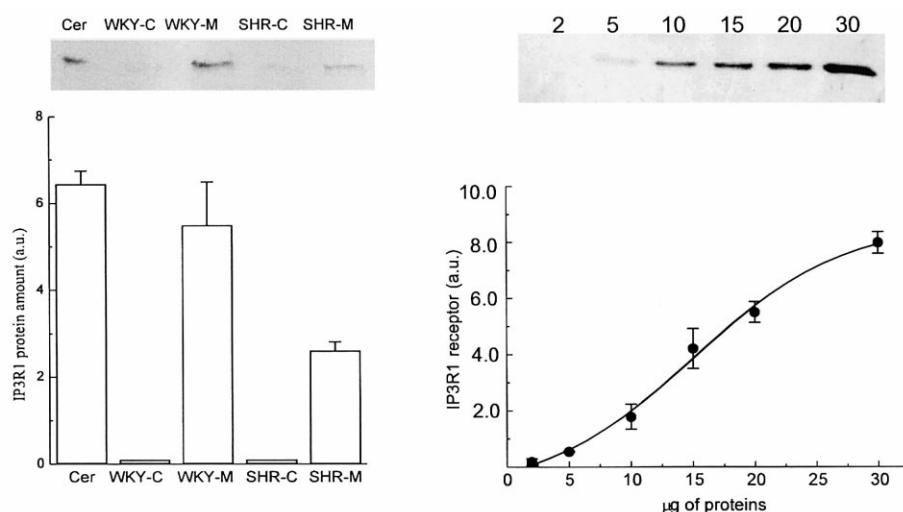 Cer WKY-C WKY-M SHR-C SHR-M
8
6
4
2
0
IP3R1 protein amount (a.u.)
Cer WKY-C WKY-M SHR-C SHR-M
2 5 10 15 20 30
10.0
8.0
6.0
4.0
2.0
IP3R1 receptor (a.u.)
0 5 10 15 20 25 30
μg of proteins